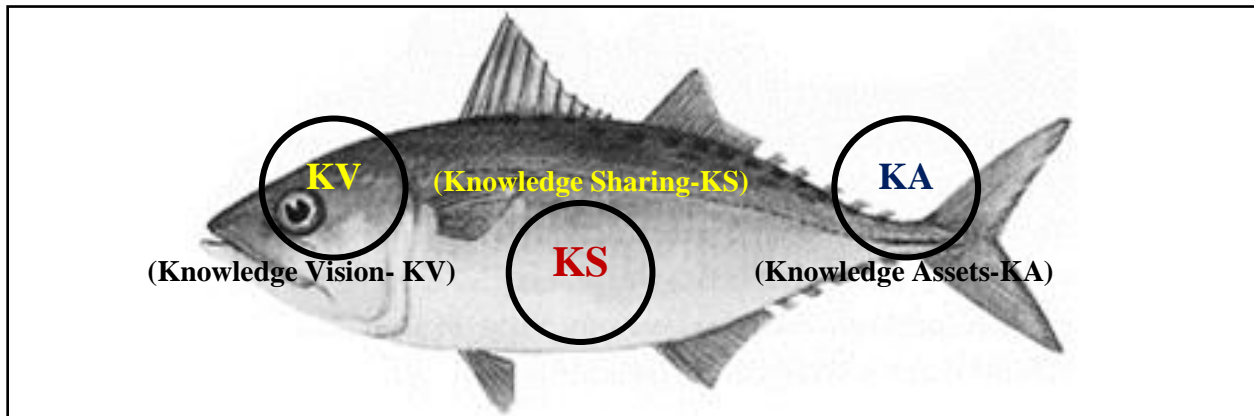 KV
(Knowledge Sharing-KS)
KA
(Knowledge Vision- KV)
KS
(Knowledge Assets-KA)